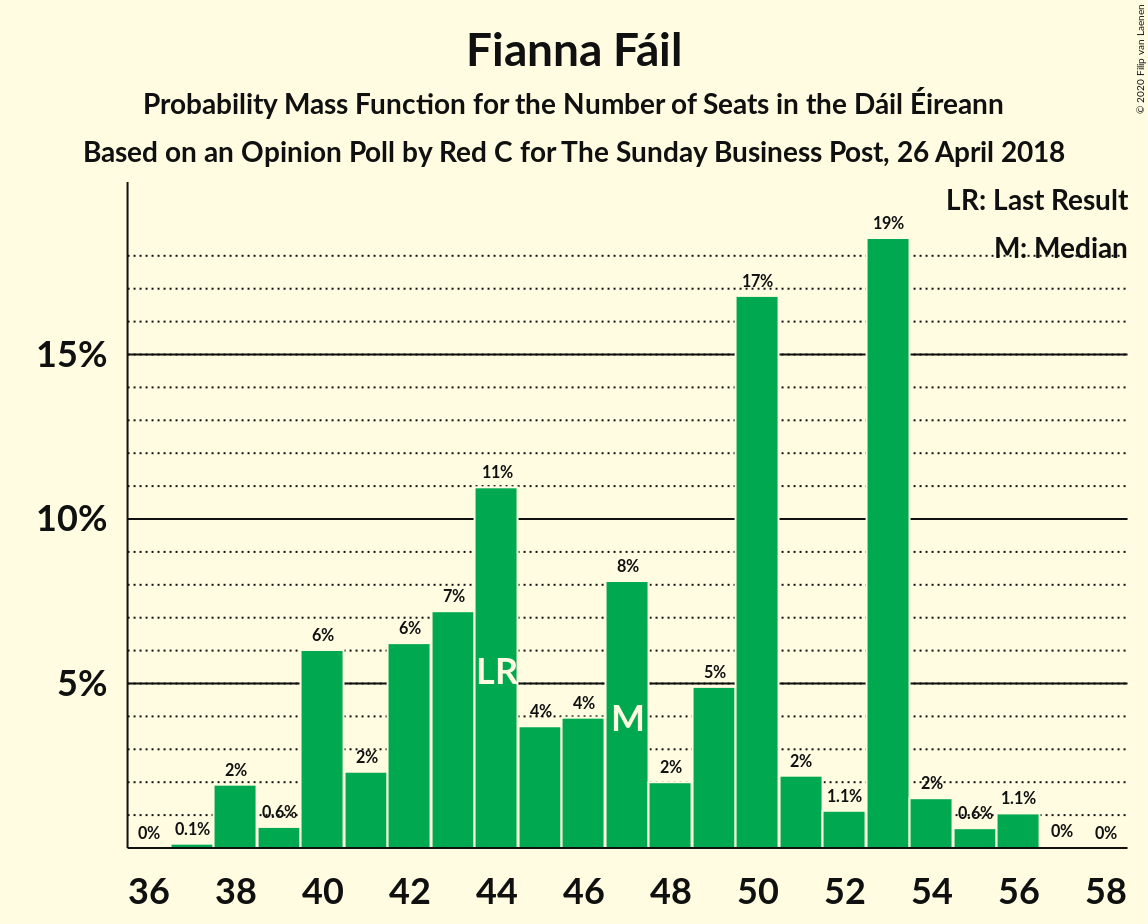 Fianna Fáil
Probability Mass Function for the Number of Seats in the Dáil Éireann
Based on an Opinion Poll by Red C for The Sunday Business Post, 26 April 2018
© 2020 Filip van Laenen
LR: Last Result
M: Median
15%
10%
5%
0%
0.1%
2%
0.6%
6%
2%
6%
7%
11%
4%
4%
8%
2%
5%
17%
2%
1.1%
19%
2%
0.6%
1.1%
0%
0%
LR
M
36 38 40 42 44 46 48 50 52 54 56 58